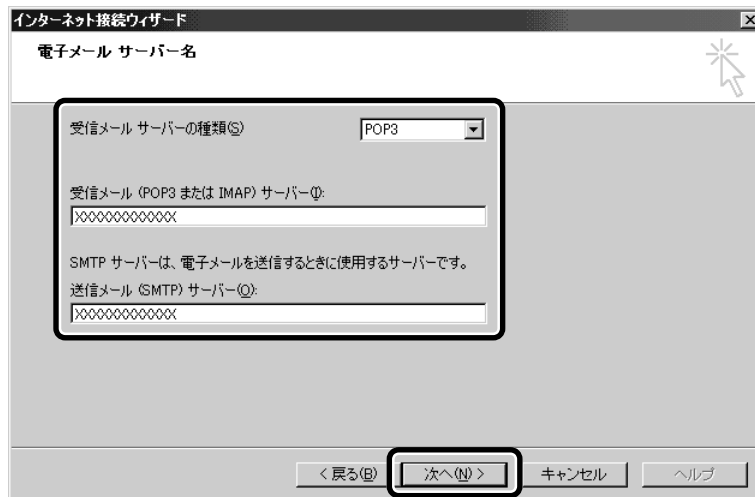 インターネット接続ウィザード
電子メール サーバー名
受信メール サーバーの種類(S) POP3
受信メール (POP3 または IMAP) サーバー(I):
XXXXXXXXXXXX
SMTP サーバーは、電子メールを送信するときに使用するサーバーです。
送信メール (SMTP) サーバー(O):
XXXXXXXXXXXX
< 戻る(B) 次へ(N) > キャンセル ヘルプ